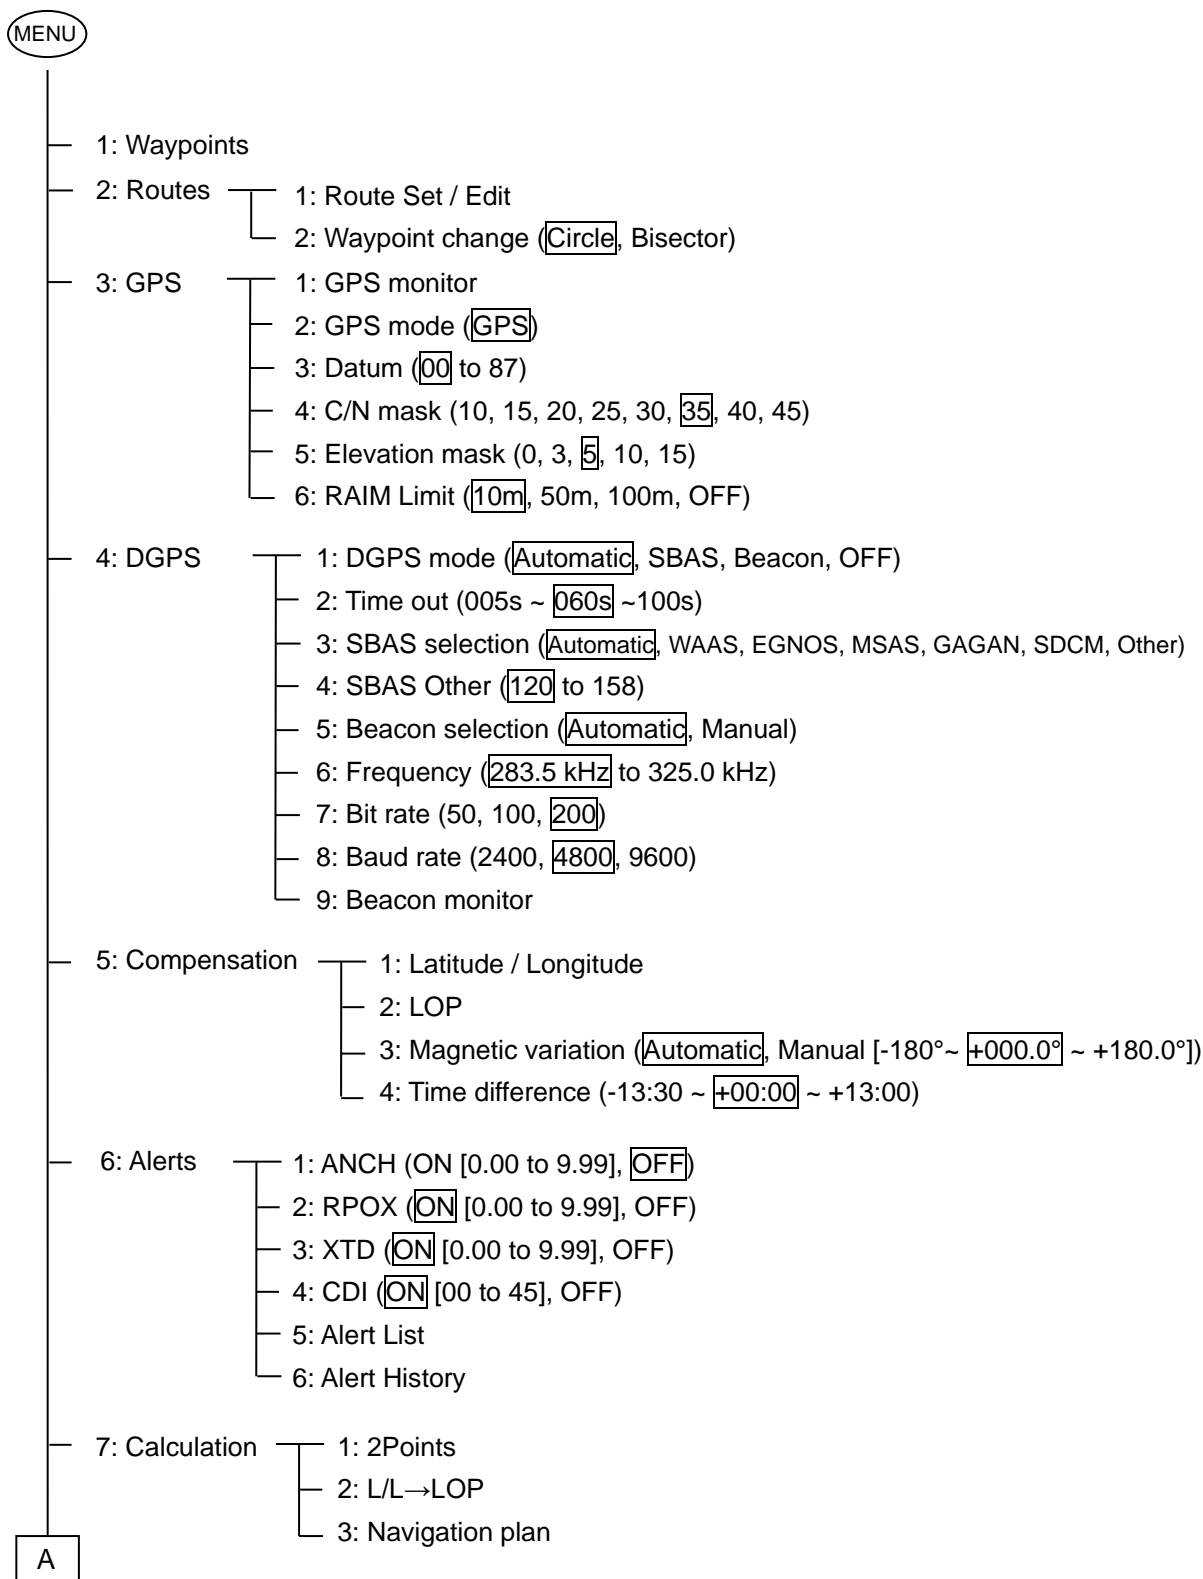 MENU
1: Waypoints
2: Routes
1: Route Set / Edit
2: Waypoint change (Circle, Bisector)
3: GPS
1: GPS monitor
2: GPS mode (GPS)
3: Datum (00 to 87)
4: C/N mask (10, 15, 20, 25, 30, 35, 40, 45)
5: Elevation mask (0, 3, 5, 10, 15)
6: RAIM Limit (10m, 50m, 100m, OFF)
4: DGPS
1: DGPS mode (Automatic, SBAS, Beacon, OFF)
2: Time out (005s ~ 060s ~100s)
3: SBAS selection (Automatic, WAAS, EGNOS, MSAS, GAGAN, SDCM, Other)
4: SBAS Other (120 to 158)
5: Beacon selection (Automatic, Manual)
6: Frequency (283.5 kHz to 325.0 kHz)
7: Bit rate (50, 100, 200)
8: Baud rate (2400, 4800, 9600)
9: Beacon monitor
5: Compensation
1: Latitude / Longitude
2: LOP
3: Magnetic variation (Automatic, Manual [-180°~ +000.0° ~ +180.0°])
4: Time difference (-13:30 ~ +00:00 ~ +13:00)
6: Alerts
1: ANCH (ON [0.00 to 9.99], OFF)
2: RPOX (ON [0.00 to 9.99], OFF)
3: XTD (ON [0.00 to 9.99], OFF)
4: CDI (ON [00 to 45], OFF)
5: Alert List
6: Alert History
7: Calculation
1: 2Points
2: L/L→LOP
3: Navigation plan
A